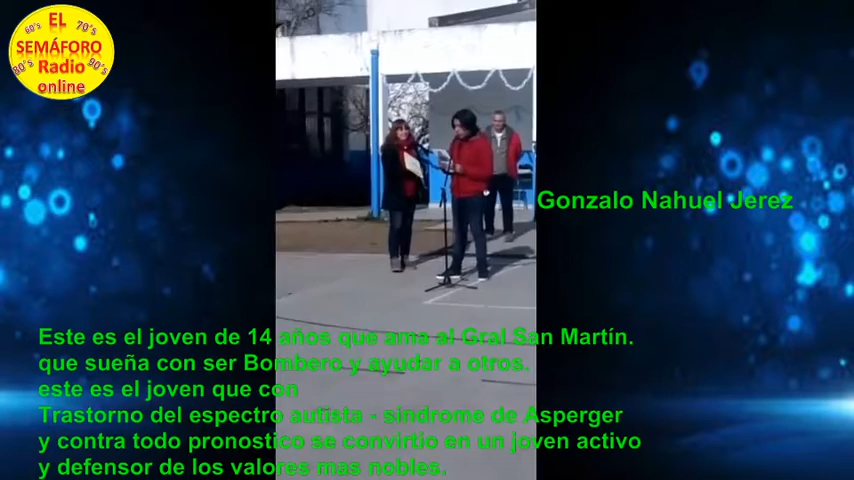 60's
EL
70's
SEMÁFORO
80's
Radio
90's
online
Gonzalo Nahuel Jerez
Este es el joven de 14 años que ama al Gral San Martín.
que sueña con ser Bombero y ayudar a otros.
este es el joven que con
Trastorno del espectro autista - sindrome de Asperger
y contra todo pronostico se convirtio en un joven activo
y defensor de los valores mas nobles.